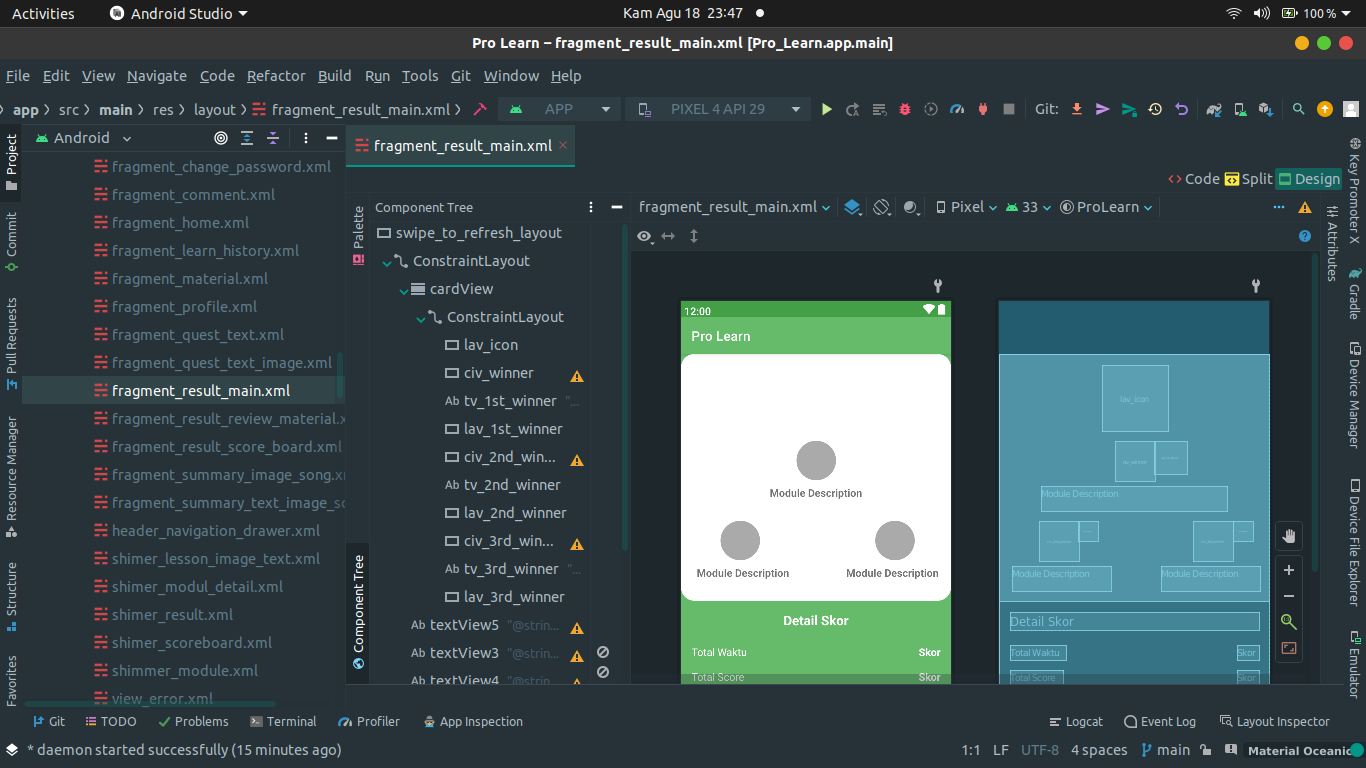 Activities Android Studio Kam Agu 18 23:47 100 %
Pro Learn – fragment_result_main.xml [Pro_Learn.app.main]
File Edit View Navigate Code Refactor Build Run Tools Git Window Help
app src main res layout fragment_result_main.xml APP PIXEL 4 API 29 Git:
Project
Commit
Pull Requests
Resource Manager
Structure
Favorites
Android
fragment_change_password.xml
fragment_comment.xml
fragment_home.xml
fragment_learn_history.xml
fragment_material.xml
fragment_profile.xml
fragment_quest_text.xml
fragment_quest_text_image.xml
fragment_result_main.xml
fragment_result_review_material.x
fragment_result_score_board.xml
fragment_summary_image_song.x
fragment_summary_text_image_so
header_navigation_drawer.xml
shimer_lesson_image_text.xml
shimer_modul_detail.xml
shimer_result.xml
shimer_scoreboard.xml
shimmer_module.xml
view_error.xml
fragment_result_main.xml
Code Split Design
Palette
Component Tree
Component Tree
swipe_to_refresh_layout
ConstraintLayout
cardView
ConstraintLayout
lav_icon
civ_winner
Ab tv_1st_winner "...
lav_1st_winner
civ_2nd_win...
Ab tv_2nd_winner
lav_2nd_winner
civ_3rd_win...
Ab tv_3rd_winner "...
lav_3rd_winner
Ab textView5 "@strin...
Ab textView3 "@strin...
Ab textView4 "@strin...
fragment_result_main.xml Pixel 33 ProLearn
12:00
Pro Learn
Module Description
Module Description Module Description
Detail Skor
Total Waktu Skor
Total Score Skor
lav_icon
Module Description
Module Description Module Description
Detail Skor
Total Waktu Skor
Total Score Skor
Key Promoter X
Attributes
Gradle
Device Manager
Device File Explorer
Emulator
Git TODO Problems Terminal Profiler App Inspection Logcat Event Log Layout Inspector
* daemon started successfully (15 minutes ago) 1:1 LF UTF-8 4 spaces main Material Oceanic